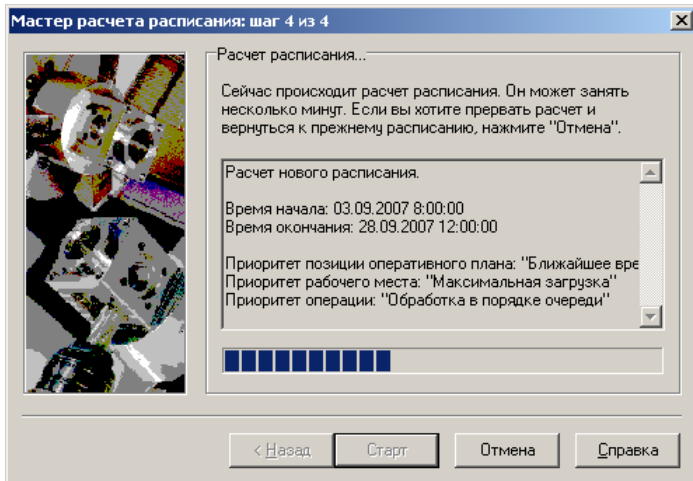 Мастер расчета расписания: шаг 4 из 4
Расчет расписания...
Сейчас происходит расчет расписания. Он может занять
несколько минут. Если вы хотите прервать расчет и
вернуться к прежнему расписанию, нажмите "Отмена".
Расчет нового расписания.
Время начала: 03.09.2007 8:00:00
Время окончания: 28.09.2007 12:00:00
Приоритет позиции оперативного плана: "Ближайшее вре
Приоритет рабочего места: "Максимальная загрузка"
Приоритет операции: "Обработка в порядке очереди"
< Назад Старт Отмена Справка